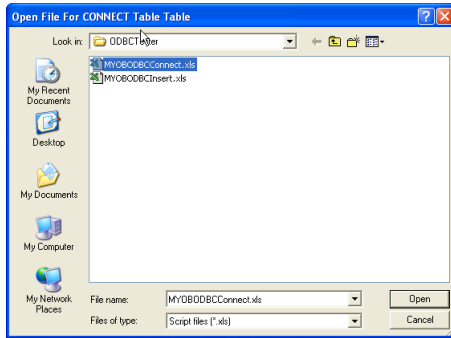 Open File For CONNECT Table Table
Look in:
MYOBODBCConnect.xls
MYOBODBCInsert.xls
My Recent
Documents
Desktop
My Documents
My Computer
My Network
Places
File name:
MYOBODBCConnect.xls
Open
Files of type:
Script files (*.xls)
Cancel